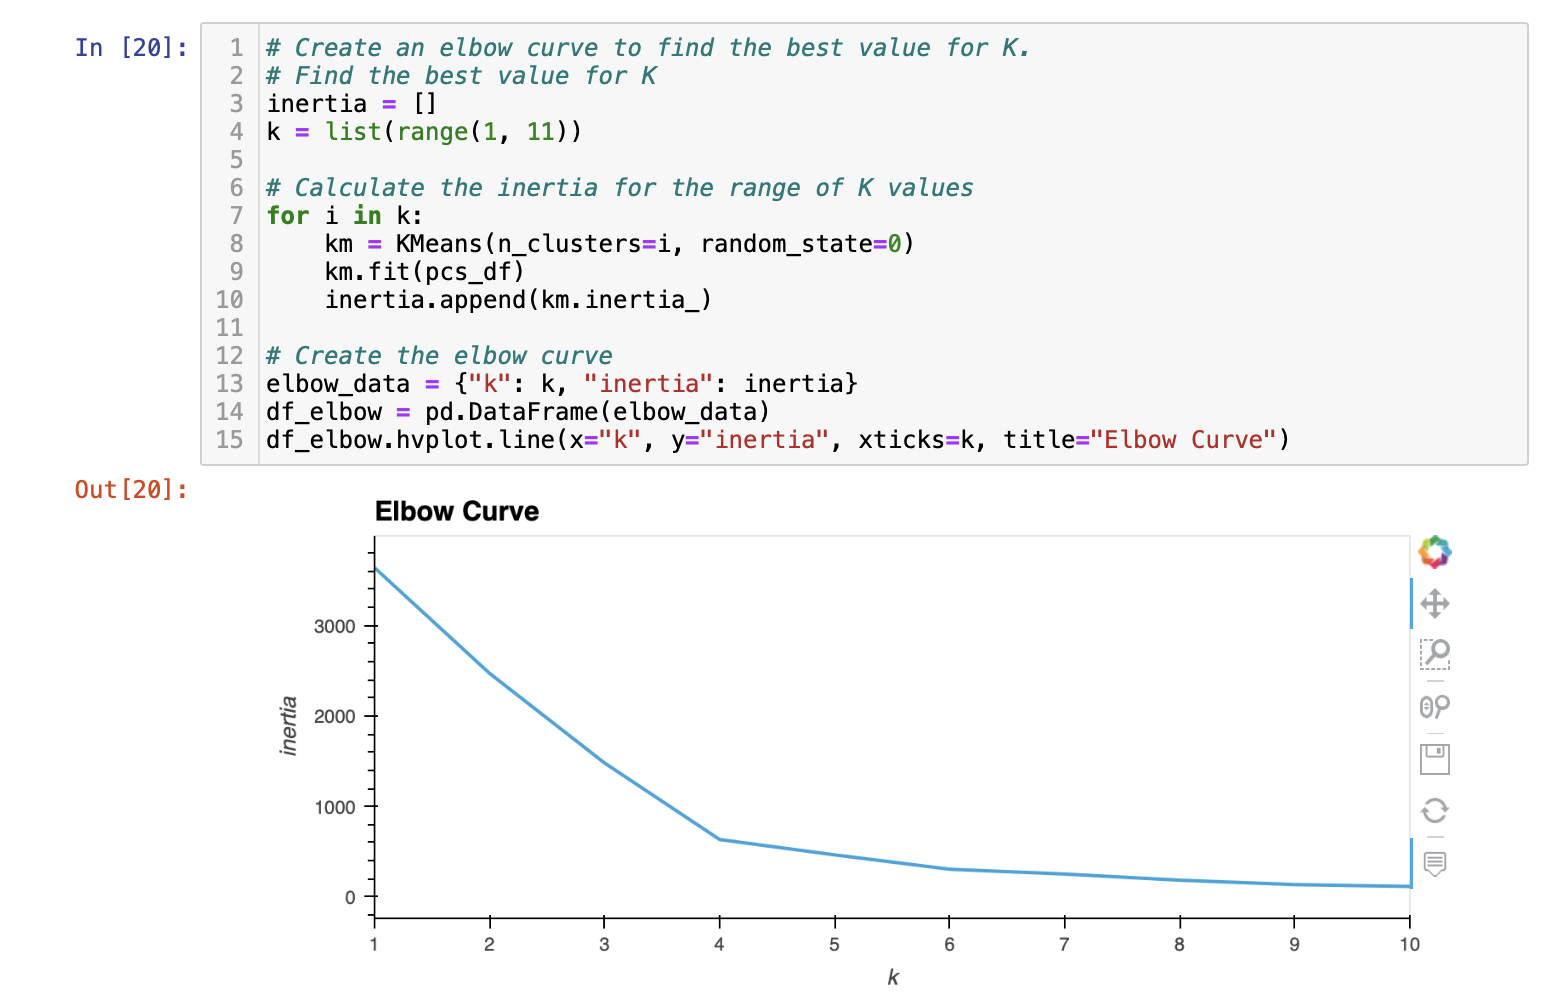 In [20]:
1 # Create an elbow curve to find the best value for K.
2 # Find the best value for K
3 inertia = []
4 k = list(range(1, 11))
5
6 # Calculate the inertia for the range of K values
7 for i in k:
8     km = KMeans(n_clusters=i, random_state=0)
9     km.fit(pcs_df)
10     inertia.append(km.inertia_)
11
12 # Create the elbow curve
13 elbow_data = {"k": k, "inertia": inertia}
14 df_elbow = pd.DataFrame(elbow_data)
15 df_elbow.hvplot.line(x="k", y="inertia", xticks=k, title="Elbow Curve")
Out[20]:
Elbow Curve
3000
2000
1000
0
inertia
1 2 3 4 5 6 7 8 9 10
k